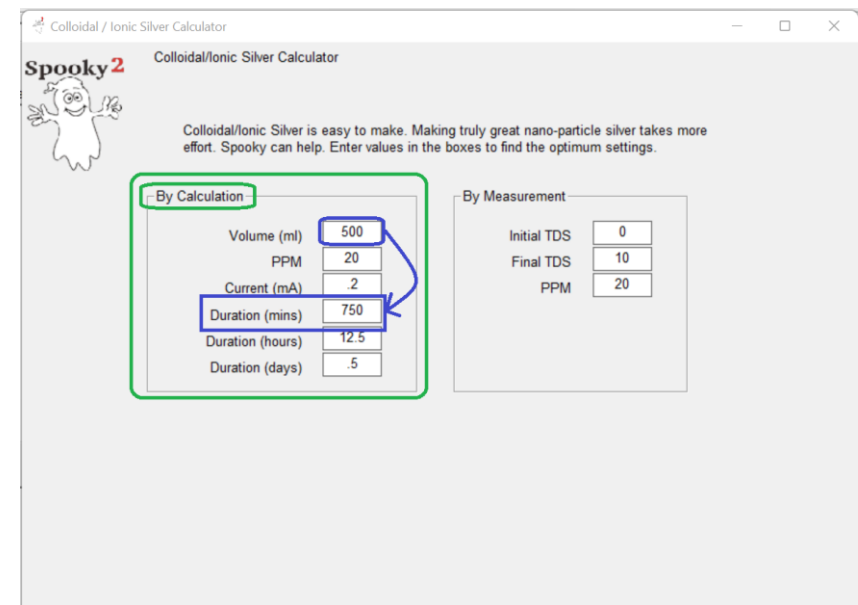 Colloidal / Ionic Silver Calculator
Spooky2
Colloidal/Ionic Silver Calculator
Colloidal/Ionic Silver is easy to make. Making truly great nano-particle silver takes more
effort. Spooky can help. Enter values in the boxes to find the optimum settings.
By Calculation
Volume (ml) 500
PPM 20
Current (mA) .2
Duration (mins) 750
Duration (hours) 12.5
Duration (days) .5
By Measurement
Initial TDS 0
Final TDS 10
PPM 20